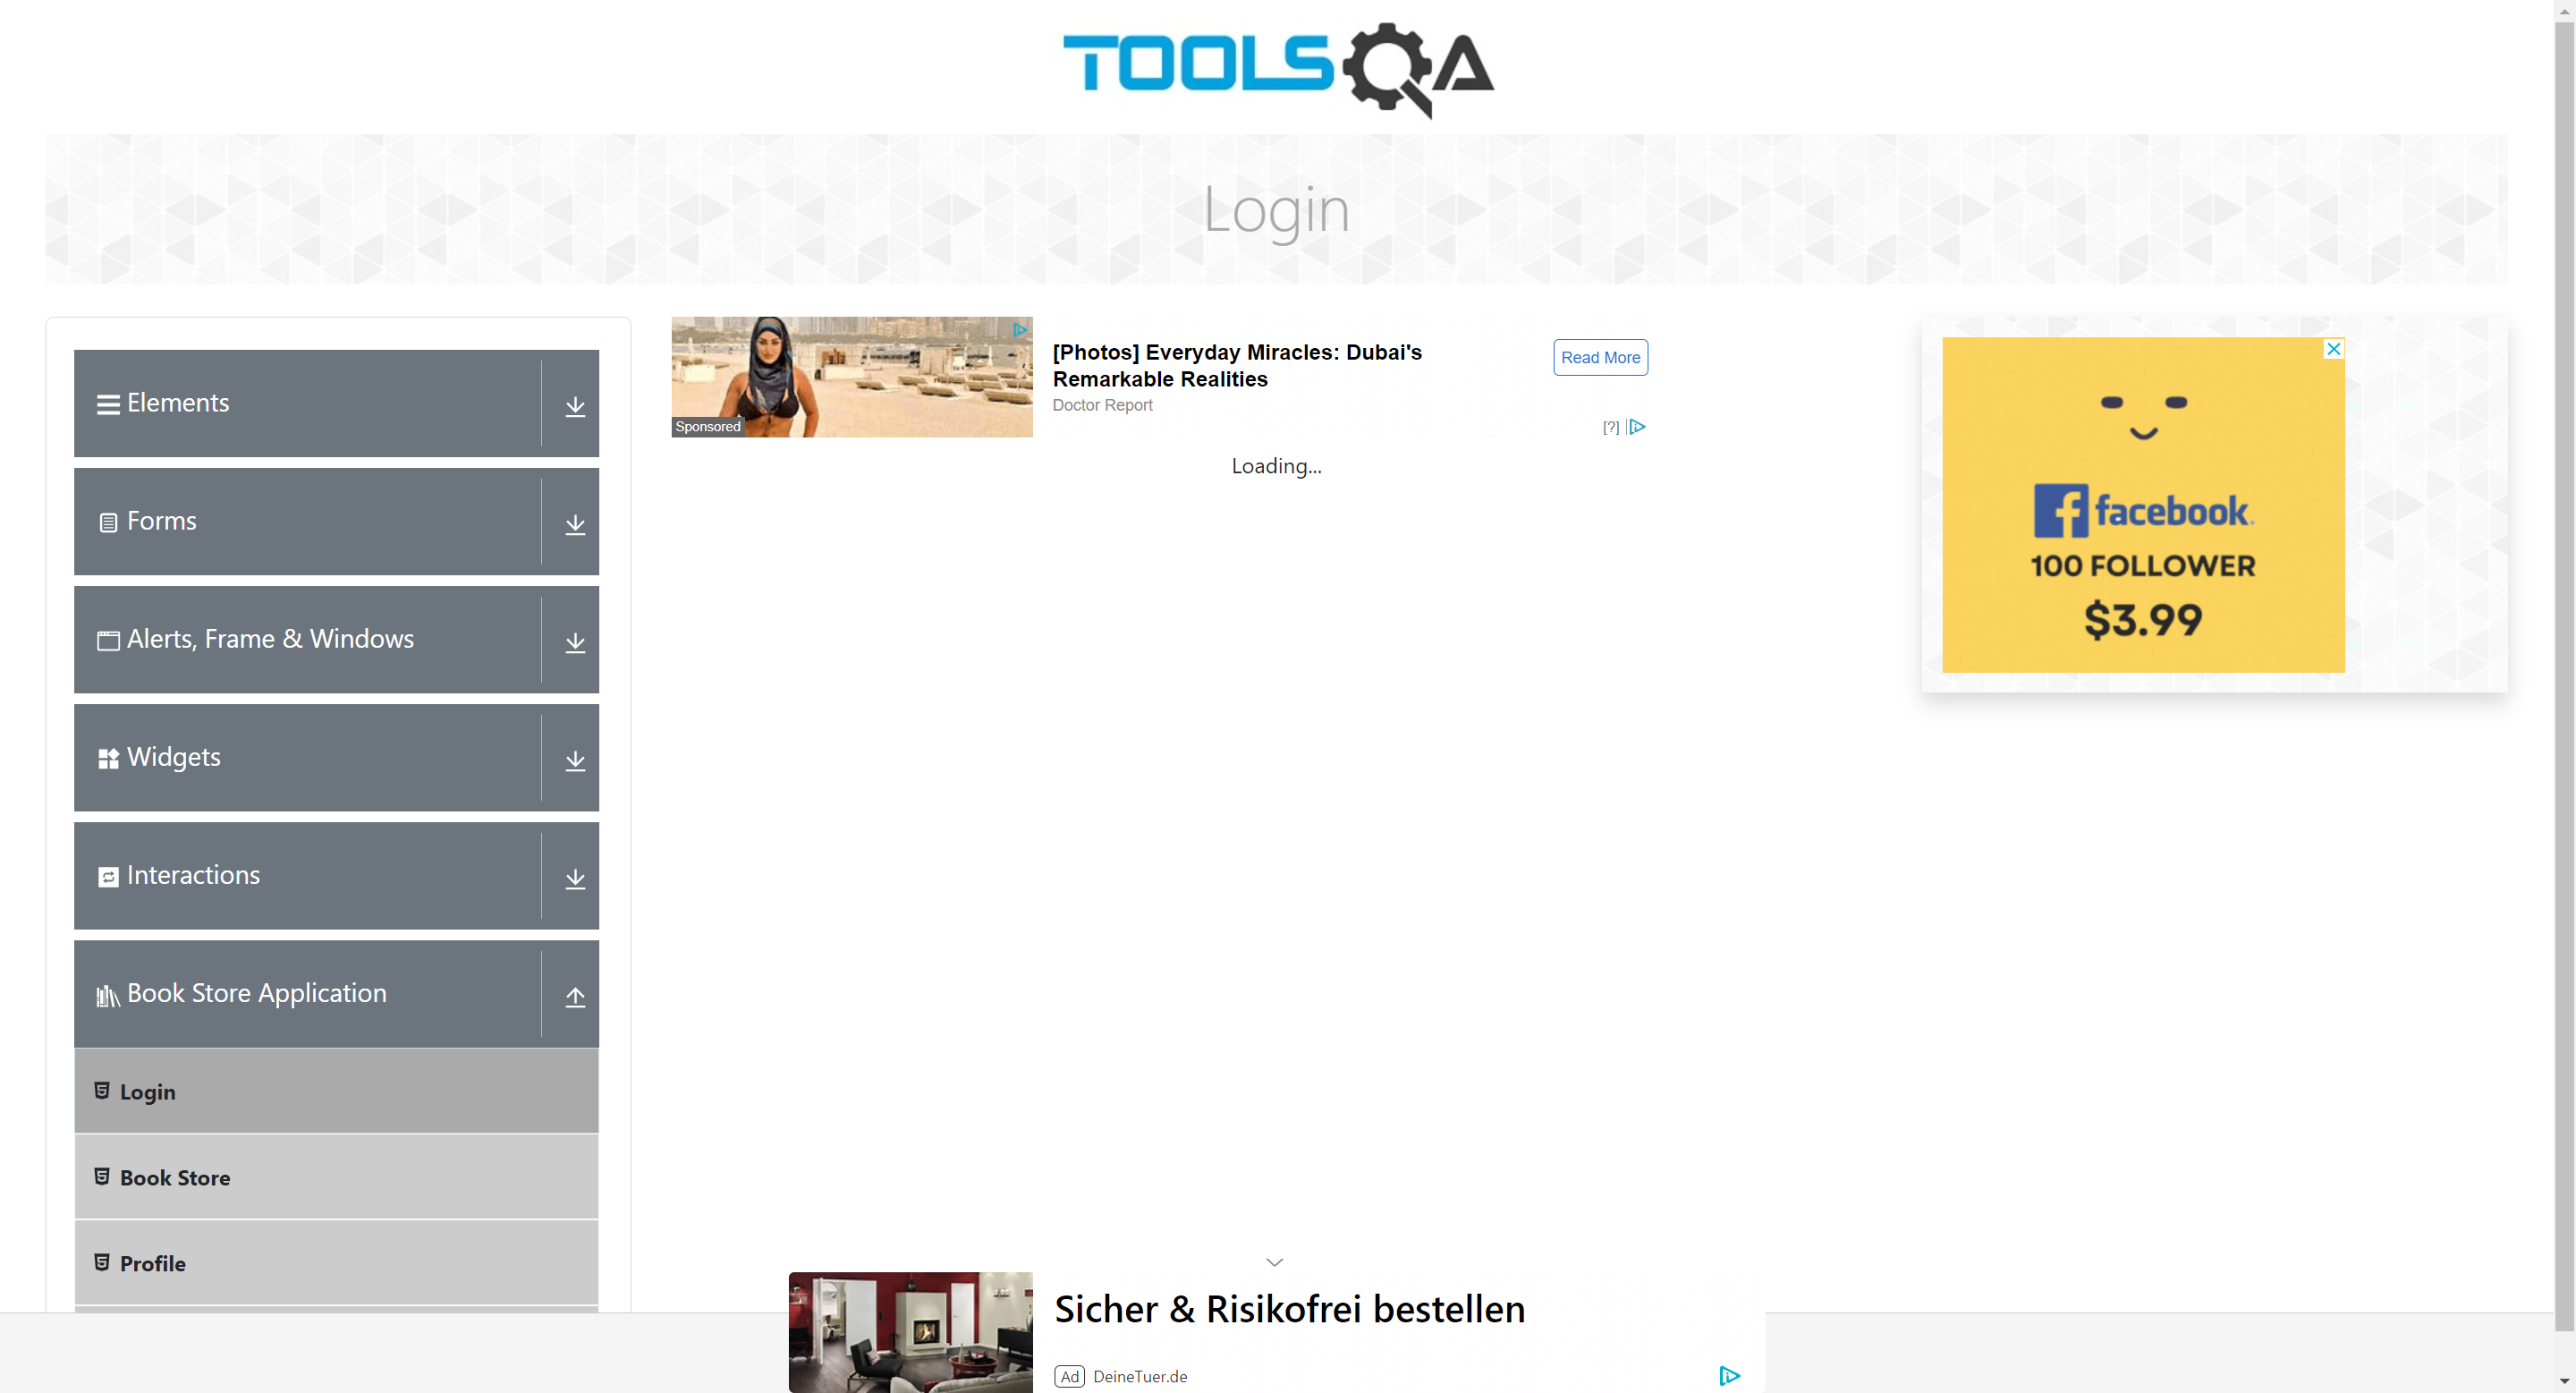 TOOLSQA
Login
Elements
Forms
Alerts, Frame & Windows
Widgets
Interactions
Book Store Application
Login
Book Store
Profile
Sponsored
[Photos] Everyday Miracles: Dubai's
Remarkable Realities
Doctor Report
Read More
[?]
Loading...
facebook.
100 FOLLOWER
$3.99
Sicher & Risikofrei bestellen
Ad DeineTuer.de